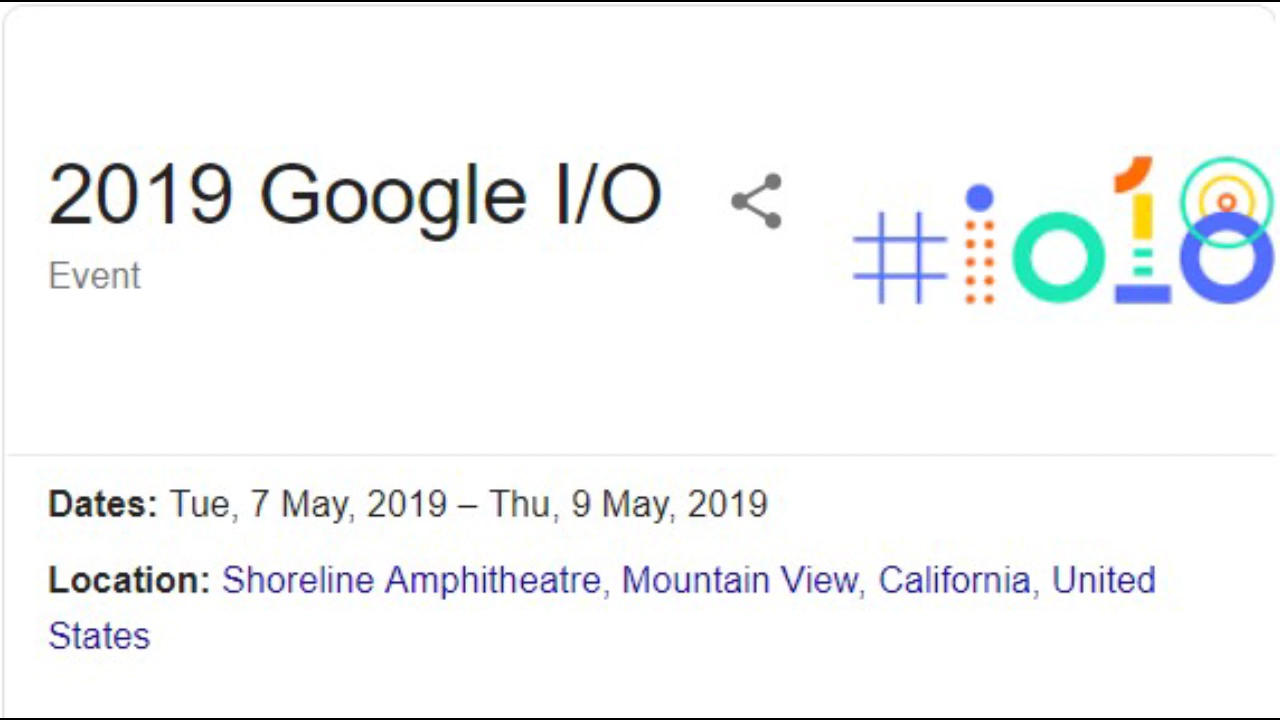 2019 Google I/O
#io18
Event
Dates: Tue, 7 May, 2019 – Thu, 9 May, 2019
Location: Shoreline Amphitheatre, Mountain View, California, United
States